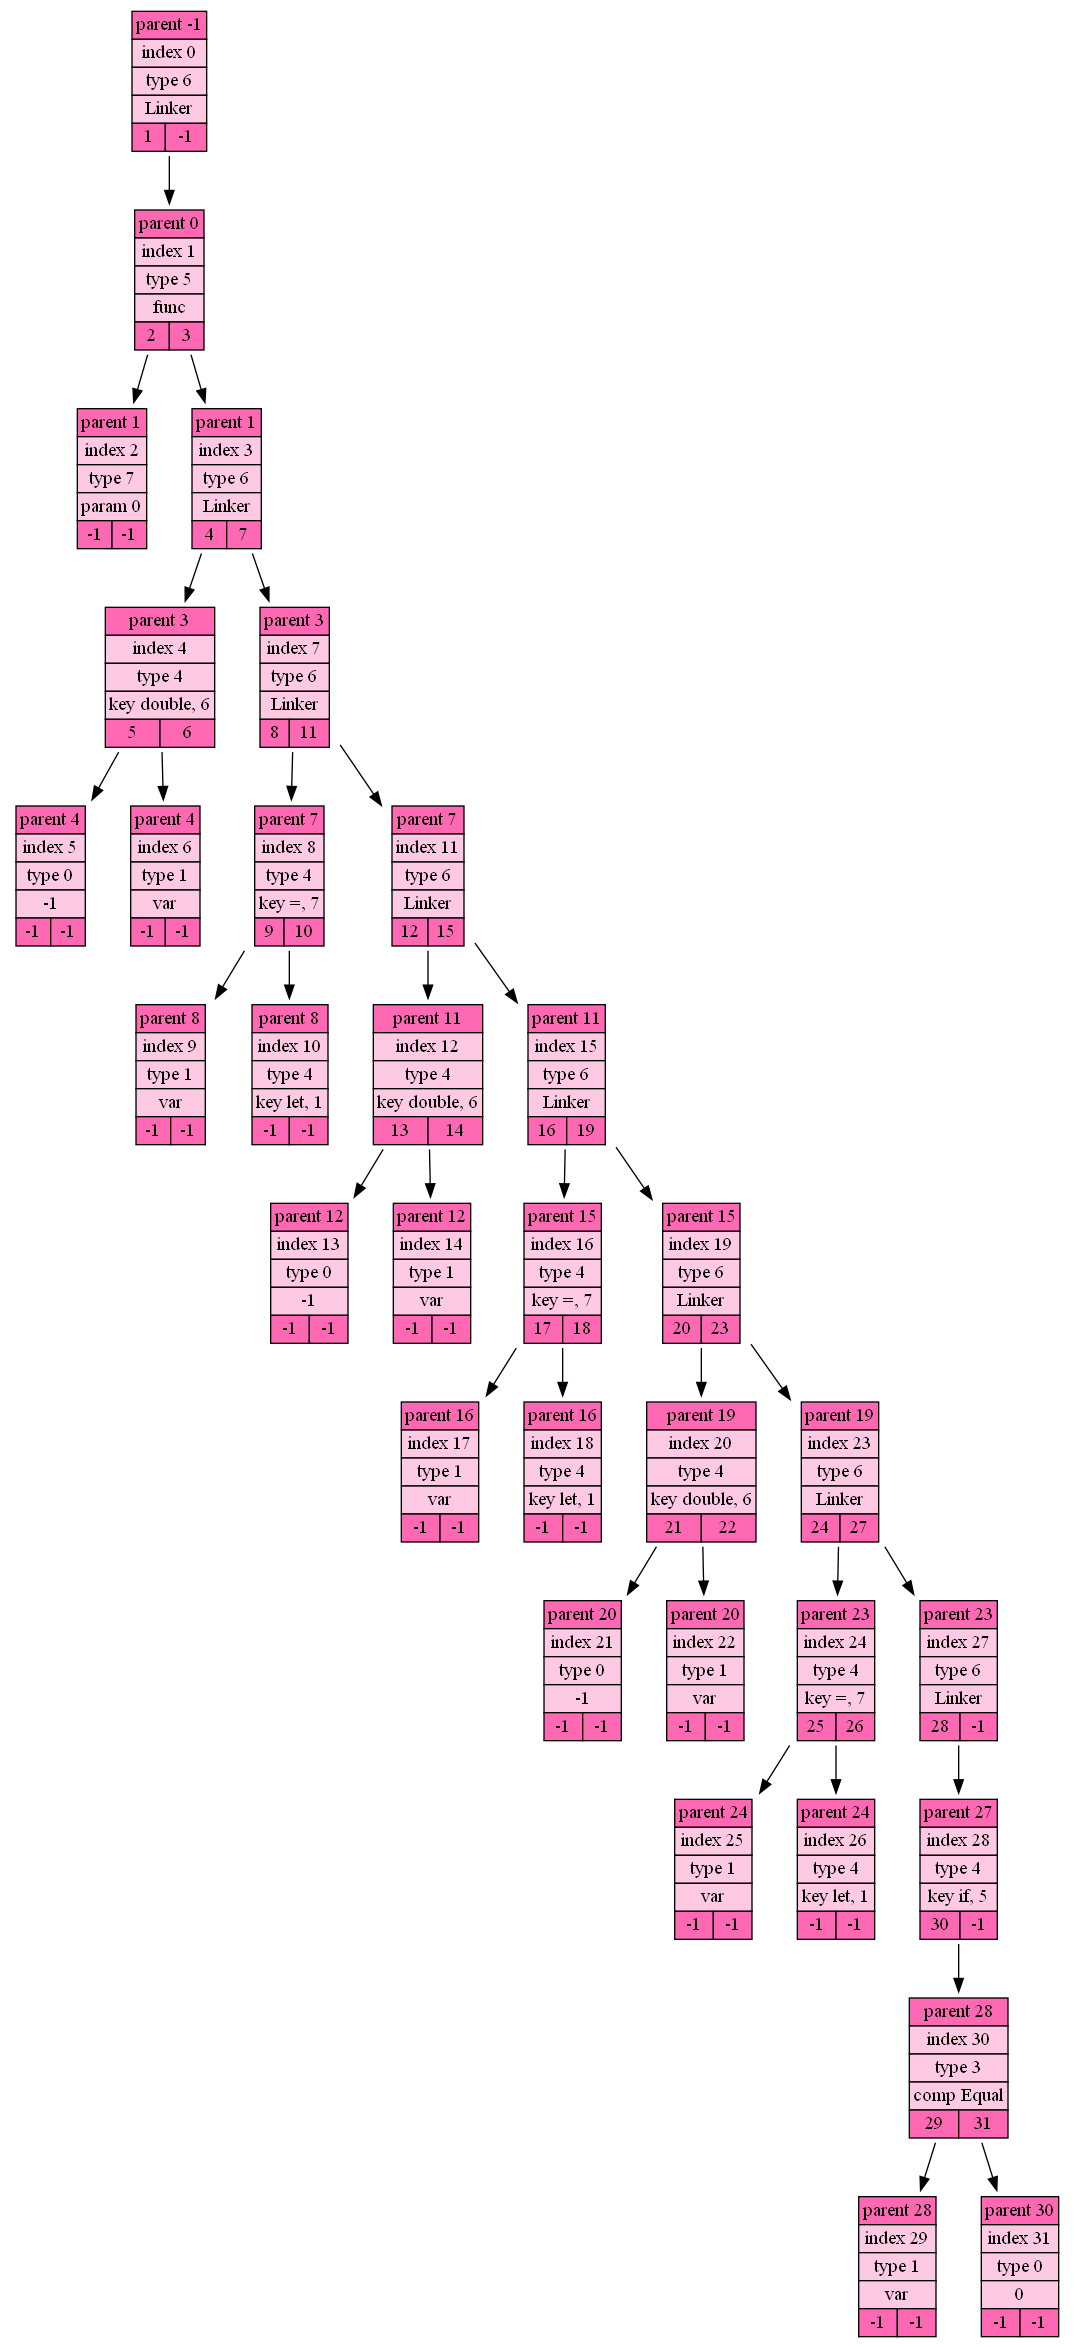 parent -1
index 0
type 6
Linker
1 -1
parent 0
index 1
type 5
func
2 3
parent 1
index 2
type 7
param 0
-1 -1
parent 1
index 3
type 6
Linker
4 7
parent 3
index 4
type 4
key double, 6
5 6
parent 3
index 7
type 6
Linker
8 11
parent 4
index 5
type 0
-1
-1 -1
parent 4
index 6
type 1
var
-1 -1
parent 7
index 8
type 4
key =, 7
9 10
parent 7
index 11
type 6
Linker
12 15
parent 8
index 9
type 1
var
-1 -1
parent 8
index 10
type 4
key let, 1
-1 -1
parent 11
index 12
type 4
key double, 6
13 14
parent 11
index 15
type 6
Linker
16 19
parent 12
index 13
type 0
-1
-1 -1
parent 12
index 14
type 1
var
-1 -1
parent 15
index 16
type 4
key =, 7
17 18
parent 15
index 19
type 6
Linker
20 23
parent 16
index 17
type 1
var
-1 -1
parent 16
index 18
type 4
key let, 1
-1 -1
parent 19
index 20
type 4
key double, 6
21 22
parent 19
index 23
type 6
Linker
24 27
parent 20
index 21
type 0
-1
-1 -1
parent 20
index 22
type 1
var
-1 -1
parent 23
index 24
type 4
key =, 7
25 26
parent 23
index 27
type 6
Linker
28 -1
parent 24
index 25
type 1
var
-1 -1
parent 24
index 26
type 4
key let, 1
-1 -1
parent 27
index 28
type 4
key if, 5
30 -1
parent 28
index 30
type 3
comp Equal
29 31
parent 28
index 29
type 1
var
-1 -1
parent 30
index 31
type 0
0
-1 -1